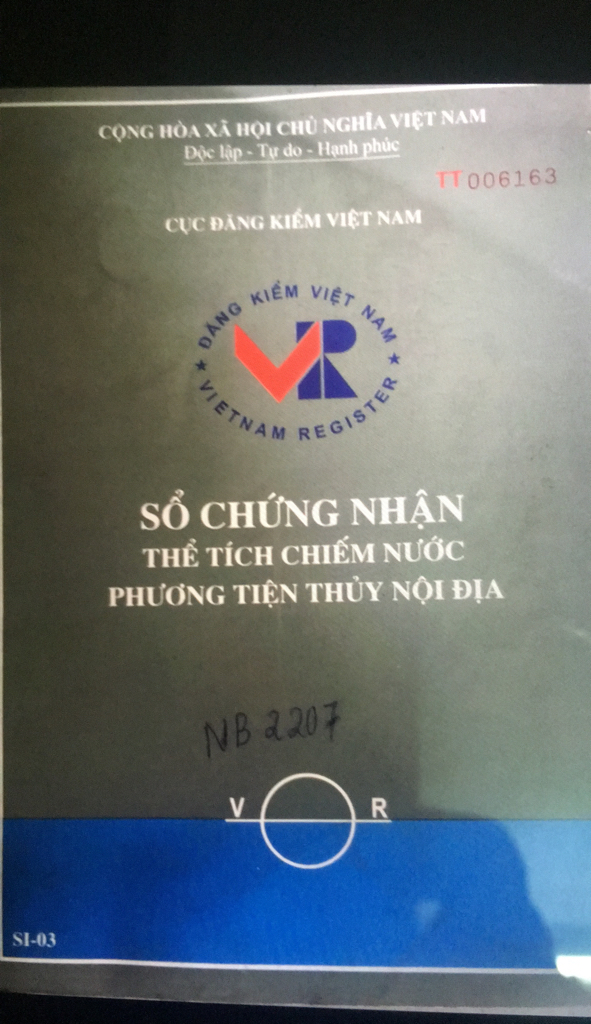 CỘNG HÒA XÃ HỘI CHỦ NGHĨA VIỆT NAM
Độc lập - Tự do - Hạnh phúc
TT 006163
CỤC ĐĂNG KIỂM VIỆT NAM
ĐĂNG KIỂM VIỆT NAM
VR
★ VIETNAM REGISTER ★
SỔ CHỨNG NHẬN
THỂ TÍCH CHIẾM NƯỚC
PHƯƠNG TIỆN THỦY NỘI ĐỊA
NB 2207
V R
SI-03